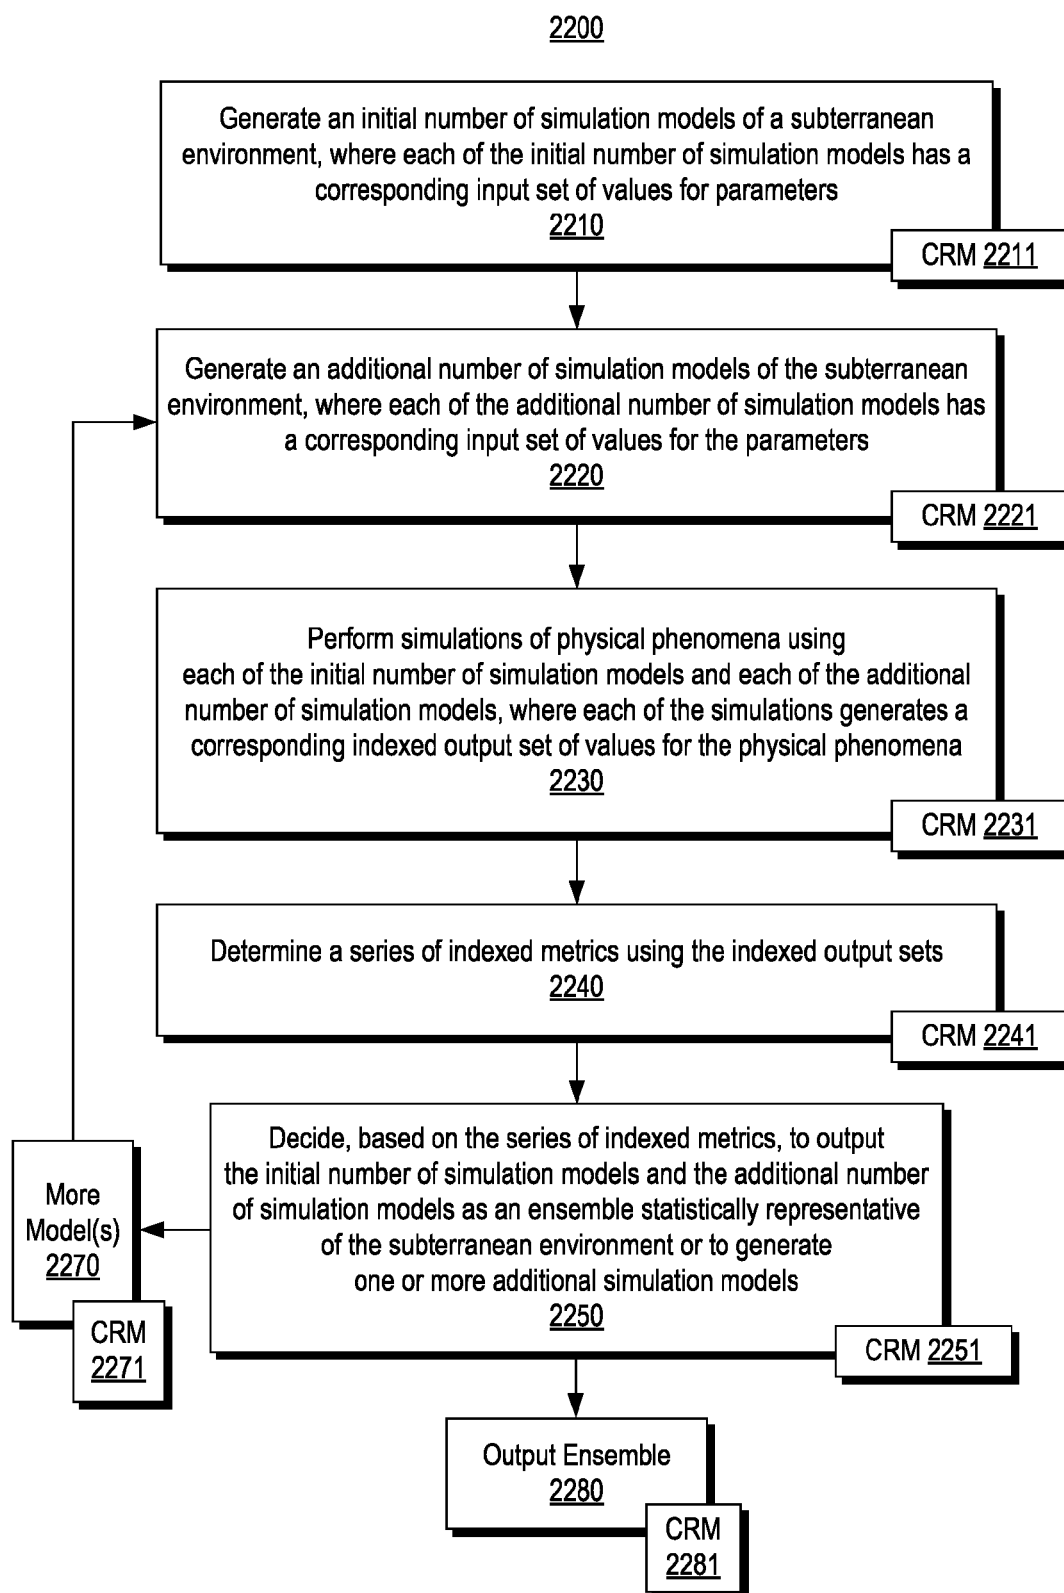 2200
Generate an initial number of simulation models of a subterranean
environment, where each of the initial number of simulation models has a
corresponding input set of values for parameters
2210
CRM 2211
Generate an additional number of simulation models of the subterranean
environment, where each of the additional number of simulation models has
a corresponding input set of values for the parameters
2220
CRM 2221
Perform simulations of physical phenomena using
each of the initial number of simulation models and each of the additional
number of simulation models, where each of the simulations generates a
corresponding indexed output set of values for the physical phenomena
2230
CRM 2231
Determine a series of indexed metrics using the indexed output sets
2240
CRM 2241
Decide, based on the series of indexed metrics, to output
the initial number of simulation models and the additional number
of simulation models as an ensemble statistically representative
of the subterranean environment or to generate
one or more additional simulation models
2250
CRM 2251
More
Model(s)
2270
CRM
2271
Output Ensemble
2280
CRM
2281